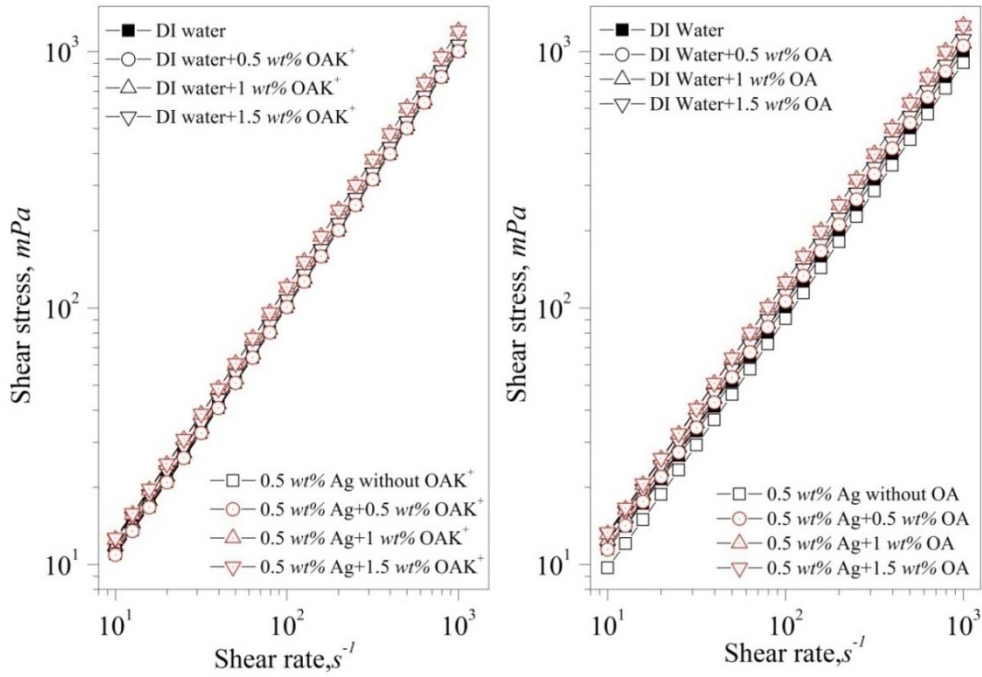 DI water
DI water+0.5 wt% OAK⁺
DI water+1 wt% OAK⁺
DI water+1.5 wt% OAK⁺
10³
10²
10¹
Shear stress, mPa
0.5 wt% Ag without OAK⁺
0.5 wt% Ag+0.5 wt% OAK⁺
0.5 wt% Ag+1 wt% OAK⁺
0.5 wt% Ag+1.5 wt% OAK⁺
10¹ 10² 10³
Shear rate,s⁻¹
DI Water
DI Water+0.5 wt% OA
DI Water+1 wt% OA
DI Water+1.5 wt% OA
10³
10²
10¹
Shear stress, mPa
0.5 wt% Ag without OA
0.5 wt% Ag+0.5 wt% OA
0.5 wt% Ag+1 wt% OA
0.5 wt% Ag+1.5 wt% OA
10¹ 10² 10³
Shear rate,s⁻¹